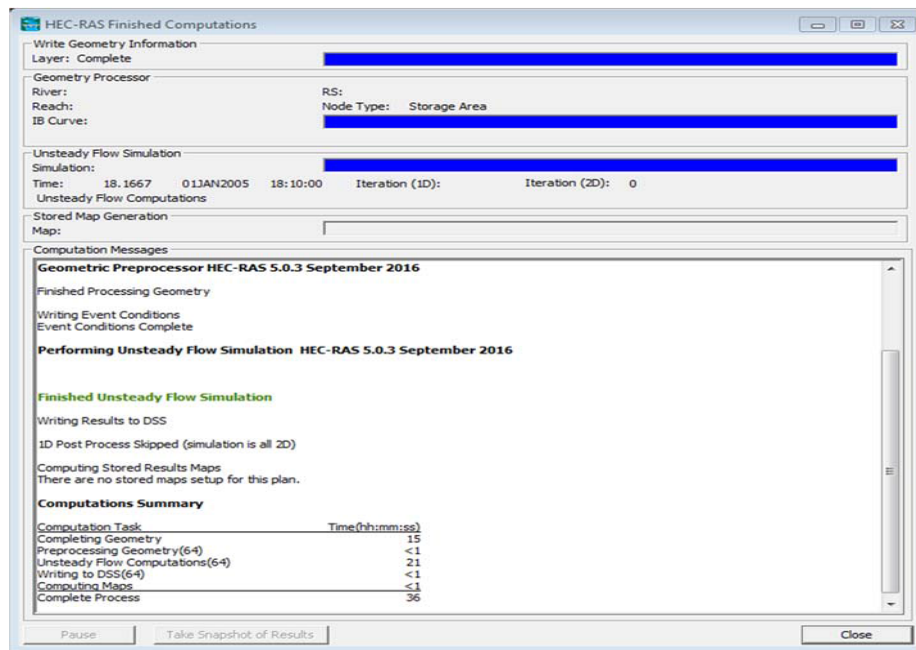 HEC-RAS Finished Computations
Write Geometry Information
Layer: Complete
Geometry Processor
River: RS:
Reach: Node Type: Storage Area
IB Curve:
Unsteady Flow Simulation
Simulation:
Time: 18.1667 01JAN2005 18:10:00 Iteration (1D): Iteration (2D): 0
Unsteady Flow Computations
Stored Map Generation
Map:
Computation Messages
Geometric Preprocessor HEC-RAS 5.0.3 September 2016
Finished Processing Geometry
Writing Event Conditions
Event Conditions Complete
Performing Unsteady Flow Simulation HEC-RAS 5.0.3 September 2016
Finished Unsteady Flow Simulation
Writing Results to DSS
1D Post Process Skipped (simulation is all 2D)
Computing Stored Results Maps
There are no stored maps setup for this plan.
Computations Summary
Computation Task Time(hh:mm:ss)
Completing Geometry 15
Preprocessing Geometry(64) <1
Unsteady Flow Computations(64) 21
Writing to DSS(64) <1
Computing Maps <1
Complete Process 36
Pause Take Snapshot of Results Close